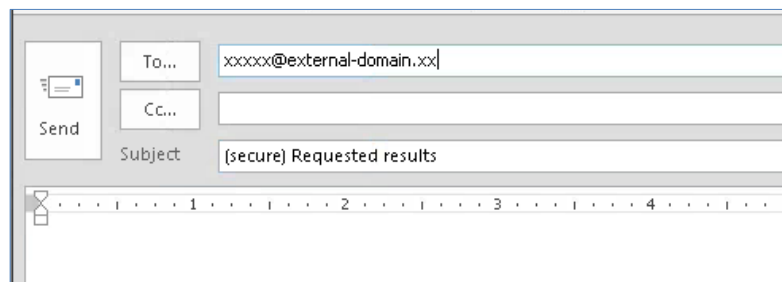 To...
xxxxx@external-domain.xx
Cc...
Send
Subject
(secure) Requested results
1 2 3 4